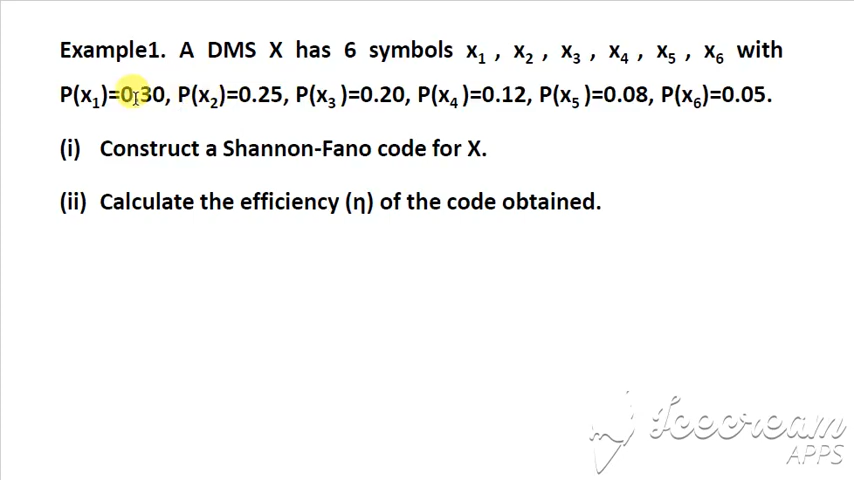 Example1. A DMS X has 6 symbols x₁ , x₂ , x₃ , x₄ , x₅ , x₆ with
P(x₁)=0.30, P(x₂)=0.25, P(x₃ )=0.20, P(x₄ )=0.12, P(x₅ )=0.08, P(x₆)=0.05.
(i) Construct a Shannon-Fano code for X.
(ii) Calculate the efficiency (η) of the code obtained.
Icecream
APPS